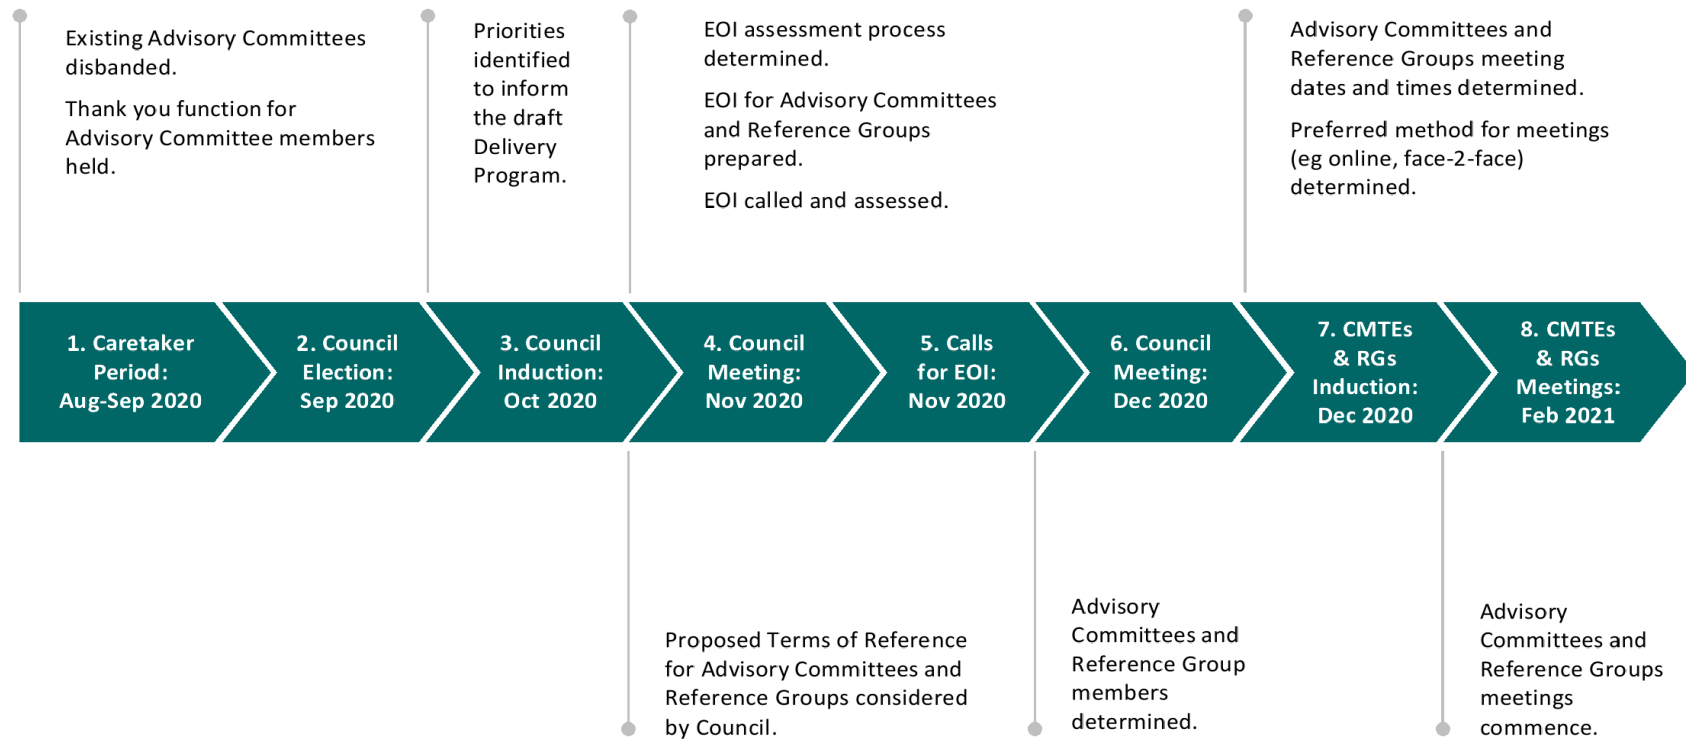 Existing Advisory Committees
disbanded.
Thank you function for
Advisory Committee members
held.
Priorities
identified
to inform
the draft
Delivery
Program.
EOI assessment process
determined.
EOI for Advisory Committees
and Reference Groups
prepared.
EOI called and assessed.
Advisory Committees and
Reference Groups meeting
dates and times determined.
Preferred method for meetings
(eg online, face-2-face)
determined.
1. Caretaker
Period:
Aug-Sep 2020
2. Council
Election:
Sep 2020
3. Council
Induction:
Oct 2020
4. Council
Meeting:
Nov 2020
5. Calls
for EOI:
Nov 2020
6. Council
Meeting:
Dec 2020
7. CMTEs
& RGs
Induction:
Dec 2020
8. CMTEs
& RGs
Meetings:
Feb 2021
Proposed Terms of Reference
for Advisory Committees and
Reference Groups considered
by Council.
Advisory
Committees and
Reference Group
members
determined.
Advisory
Committees and
Reference Groups
meetings
commence.